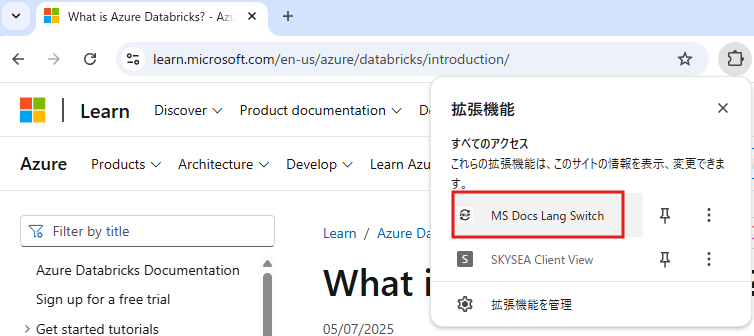 What is Azure Databricks? - Az
learn.microsoft.com/en-us/azure/databricks/introduction/
Learn Discover Product documentation
Azure Products Architecture Develop Learn Azu
拡張機能
すべてのアクセス
これらの拡張機能は、このサイトの情報を表示、変更できま
す。
MS Docs Lang Switch
S SKYSEA Client View
拡張機能を管理
Filter by title
Azure Databricks Documentation
Sign up for a free trial
Get started tutorials
Learn / Azure Da
What i
05/07/2025